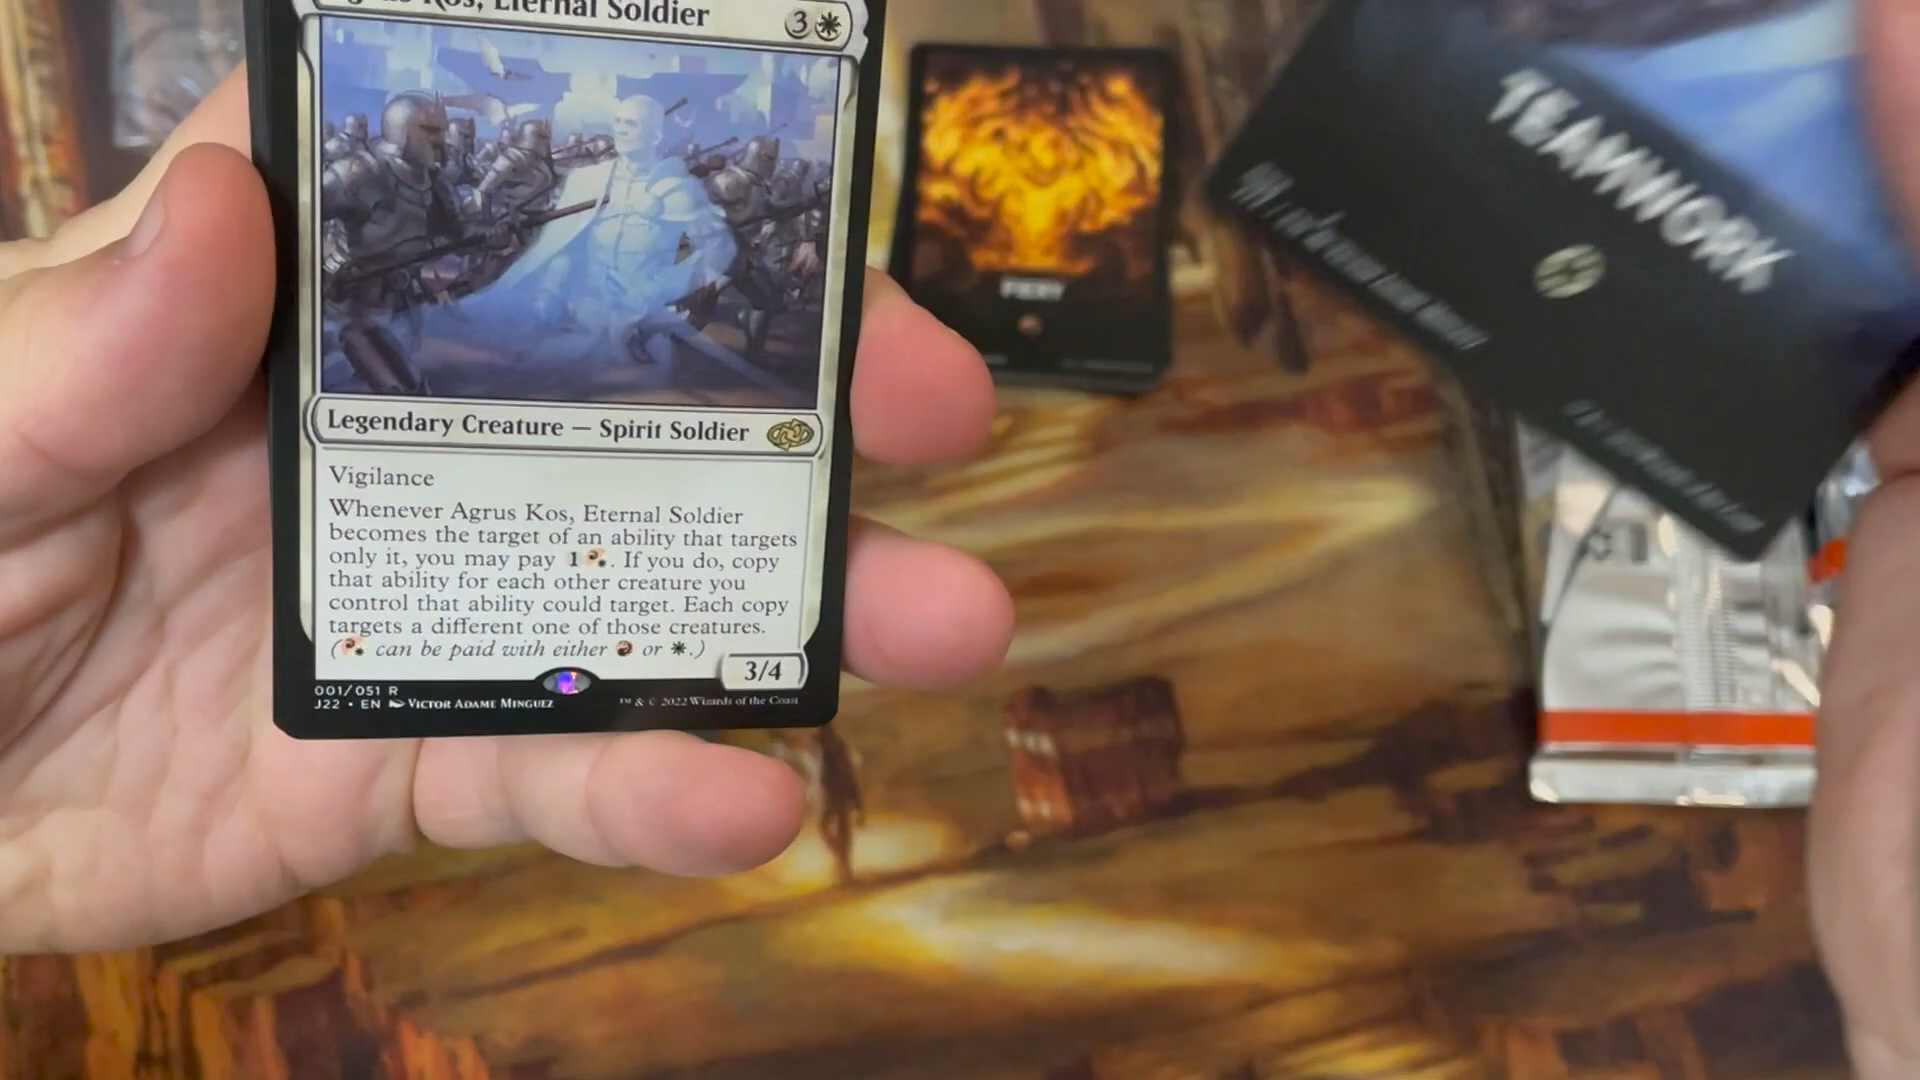 Kos, Eternal Soldier 3
Legendary Creature — Spirit Soldier
Vigilance
Whenever Agrus Kos, Eternal Soldier
becomes the target of an ability that targets
only it, you may pay 1 . If you do, copy
that ability for each other creature you
control that ability could target. Each copy
targets a different one of those creatures.
( can be paid with either or .)
3/4
001/051 R
J22 • EN VICTOR ADAME MINGUEZ
™ & © 2022 Wizards of the Coast
FIERY
TEAMWORK